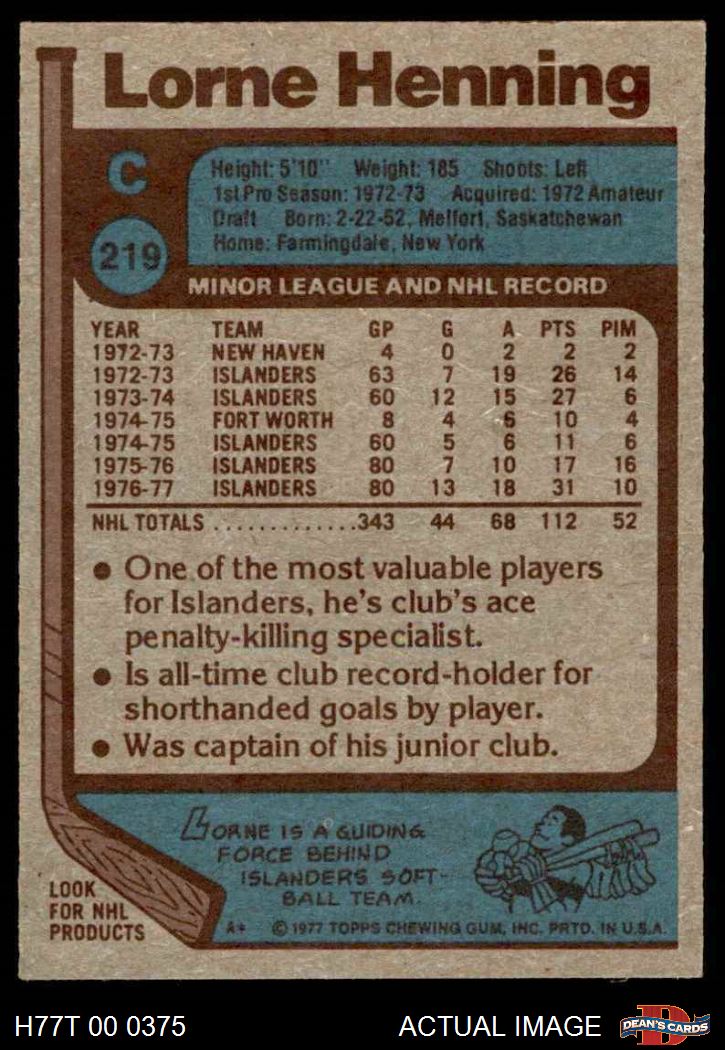 Lorne Henning
C
219
Height: 5'10" Weight: 185 Shoots: Left
1st Pro Season: 1972-73 Acquired: 1972 Amateur
Draft Born: 2-22-52, Melfort, Saskatchewan
Home: Farmingdale, New York
MINOR LEAGUE AND NHL RECORD
YEAR TEAM GP G A PTS PIM
1972-73 NEW HAVEN 4 0 2 2 2
1972-73 ISLANDERS 63 7 19 26 14
1973-74 ISLANDERS 60 12 15 27 6
1974-75 FORT WORTH 8 4 6 10 4
1974-75 ISLANDERS 60 5 6 11 6
1975-76 ISLANDERS 80 7 10 17 16
1976-77 ISLANDERS 80 13 18 31 10
NHL TOTALS .............343 44 68 112 52
● One of the most valuable players
for Islanders, he's club's ace
penalty-killing specialist.
● Is all-time club record-holder for
shorthanded goals by player.
● Was captain of his junior club.
LORNE IS A GUIDING
FORCE BEHIND
ISLANDERS SOFT-
BALL TEAM.
LOOK
FOR NHL
PRODUCTS
A* © 1977 TOPPS CHEWING GUM, INC. PRTD. IN U.S.A.
H77T 00 0375 ACTUAL IMAGE
D
DEAN'S CARDS